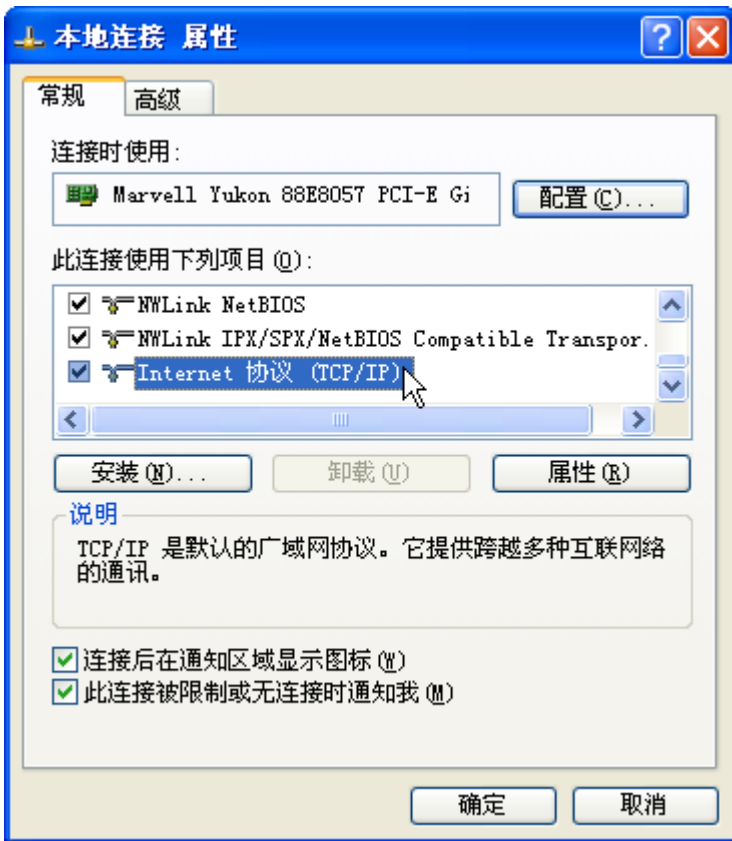 本地连接 属性
常规
高级
连接时使用:
Marvell Yukon 88E8057 PCI-E Gi
配置(C)...
此连接使用下列项目(O):
NWLink NetBIOS
NWLink IPX/SPX/NetBIOS Compatible Transpor.
Internet 协议 (TCP/IP)
安装(N)...
卸载(U)
属性(R)
说明
TCP/IP 是默认的广域网协议。它提供跨越多种互联网络
的通讯。
连接后在通知区域显示图标(W)
此连接被限制或无连接时通知我(M)
确定
取消